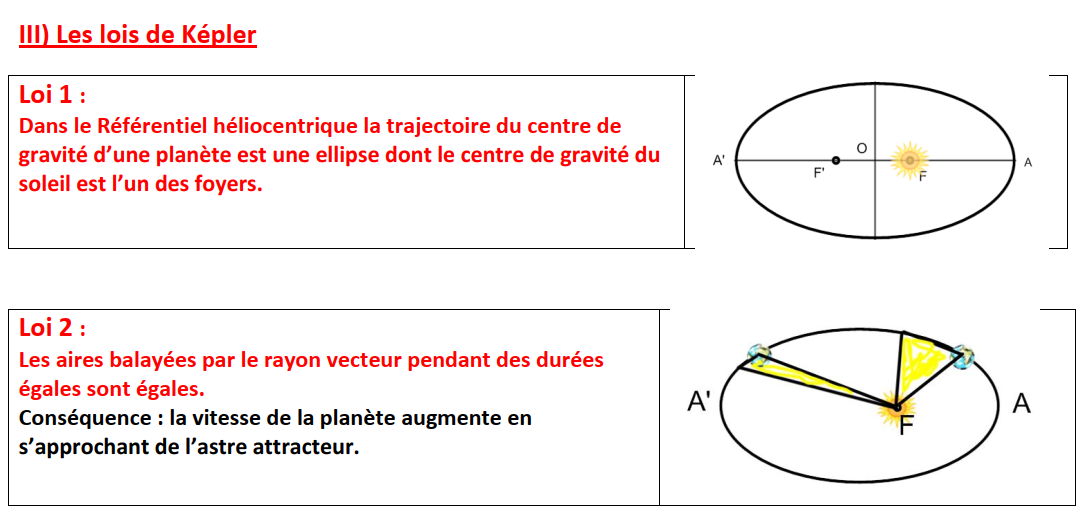 III) Les lois de Képler
Loi 1 :
Dans le Référentiel héliocentrique la trajectoire du centre de
gravité d’une planète est une ellipse dont le centre de gravité du
soleil est l’un des foyers.
A'
F'
O
F
A
Loi 2 :
Les aires balayées par le rayon vecteur pendant des durées
égales sont égales.
Conséquence : la vitesse de la planète augmente en
s’approchant de l’astre attracteur.
A'
F
A